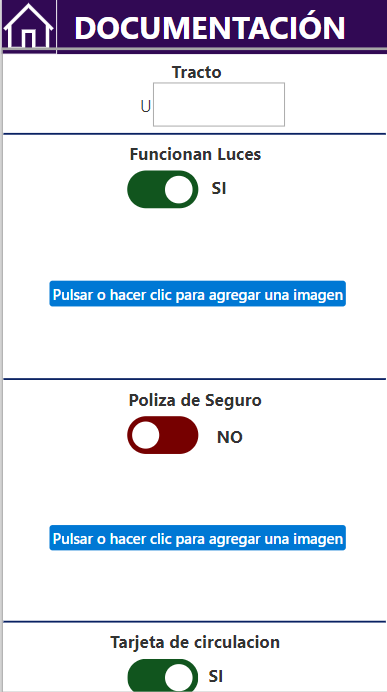 DOCUMENTACIÓN
Tracto
U
Funcionan Luces
SI
Pulsar o hacer clic para agregar una imagen
Poliza de Seguro
NO
Pulsar o hacer clic para agregar una imagen
Tarjeta de circulacion
SI